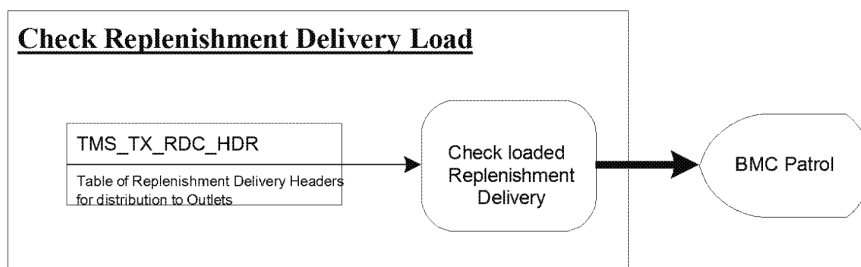 Check Replenishment Delivery Load
TMS_TX_RDC_HDR
Table of Replenishment Delivery Headers
for distribution to Outlets
Check loaded
Replenishment
Delivery
BMC Patrol